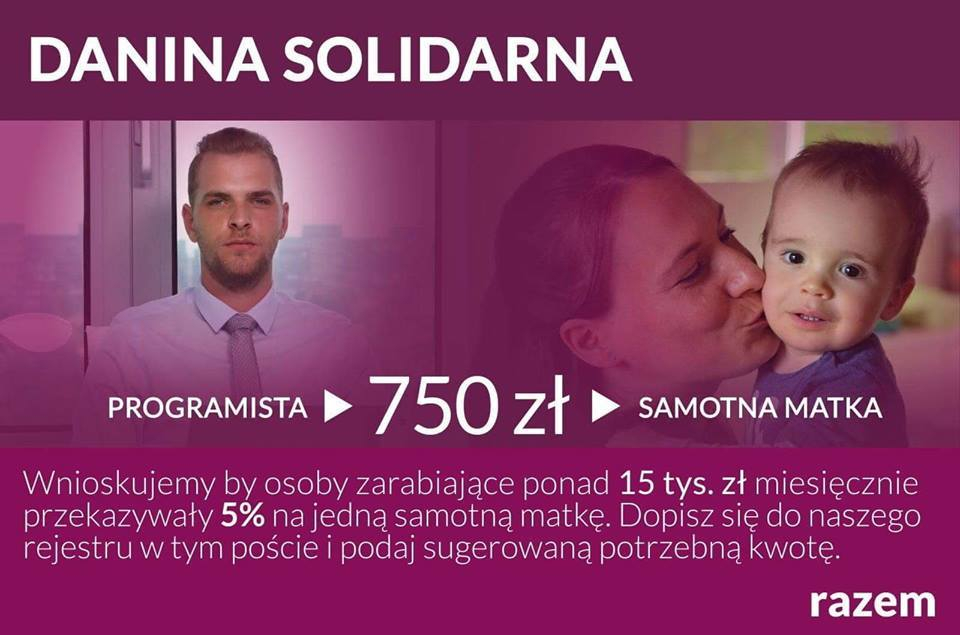 DANINA SOLIDARNA
PROGRAMISTA ▶ 750 zł ▶ SAMOTNA MATKA
Wnioskujemy by osoby zarabiające ponad 15 tys. zł miesięcznie
przekazywały 5% na jedną samotną matkę. Dopisz się do naszego
rejestru w tym poście i podaj sugerowaną potrzebną kwotę.
razem